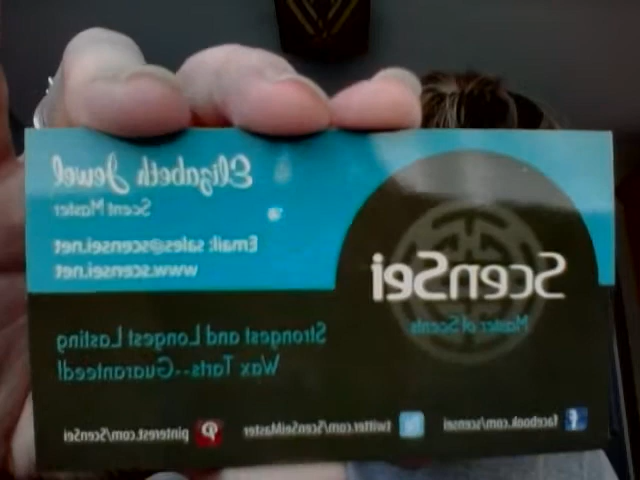 ScenSei
Master of Scents
Elizabeth Jewel
Scent Master
Email: sales@scensei.net
www.scensei.net
Strongest and Longest Lasting
Wax Tarts--Guaranteed!
facebook.com/scensei
twitter.com/ScenSeiMaster
pinterest.com/ScenSei